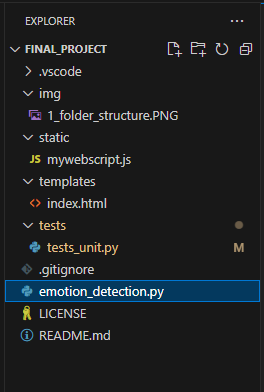 EXPLORER
FINAL_PROJECT
.vscode
img
1_folder_structure.PNG
static
JS mywebscript.js
templates
<> index.html
tests
tests_unit.py M
.gitignore
emotion_detection.py
LICENSE
README.md